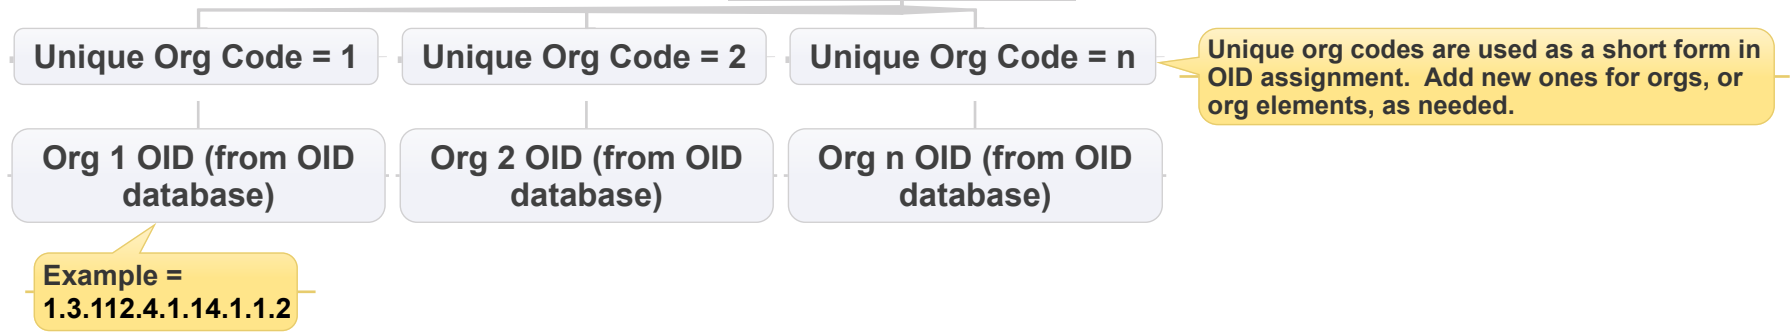 Unique Org Code = 1
Unique Org Code = 2
Unique Org Code = n
Unique org codes are used as a short form in
OID assignment.  Add new ones for orgs, or
org elements, as needed.
Org 1 OID (from OID
database)
Org 2 OID (from OID
database)
Org n OID (from OID
database)
Example =
1.3.112.4.1.14.1.1.2